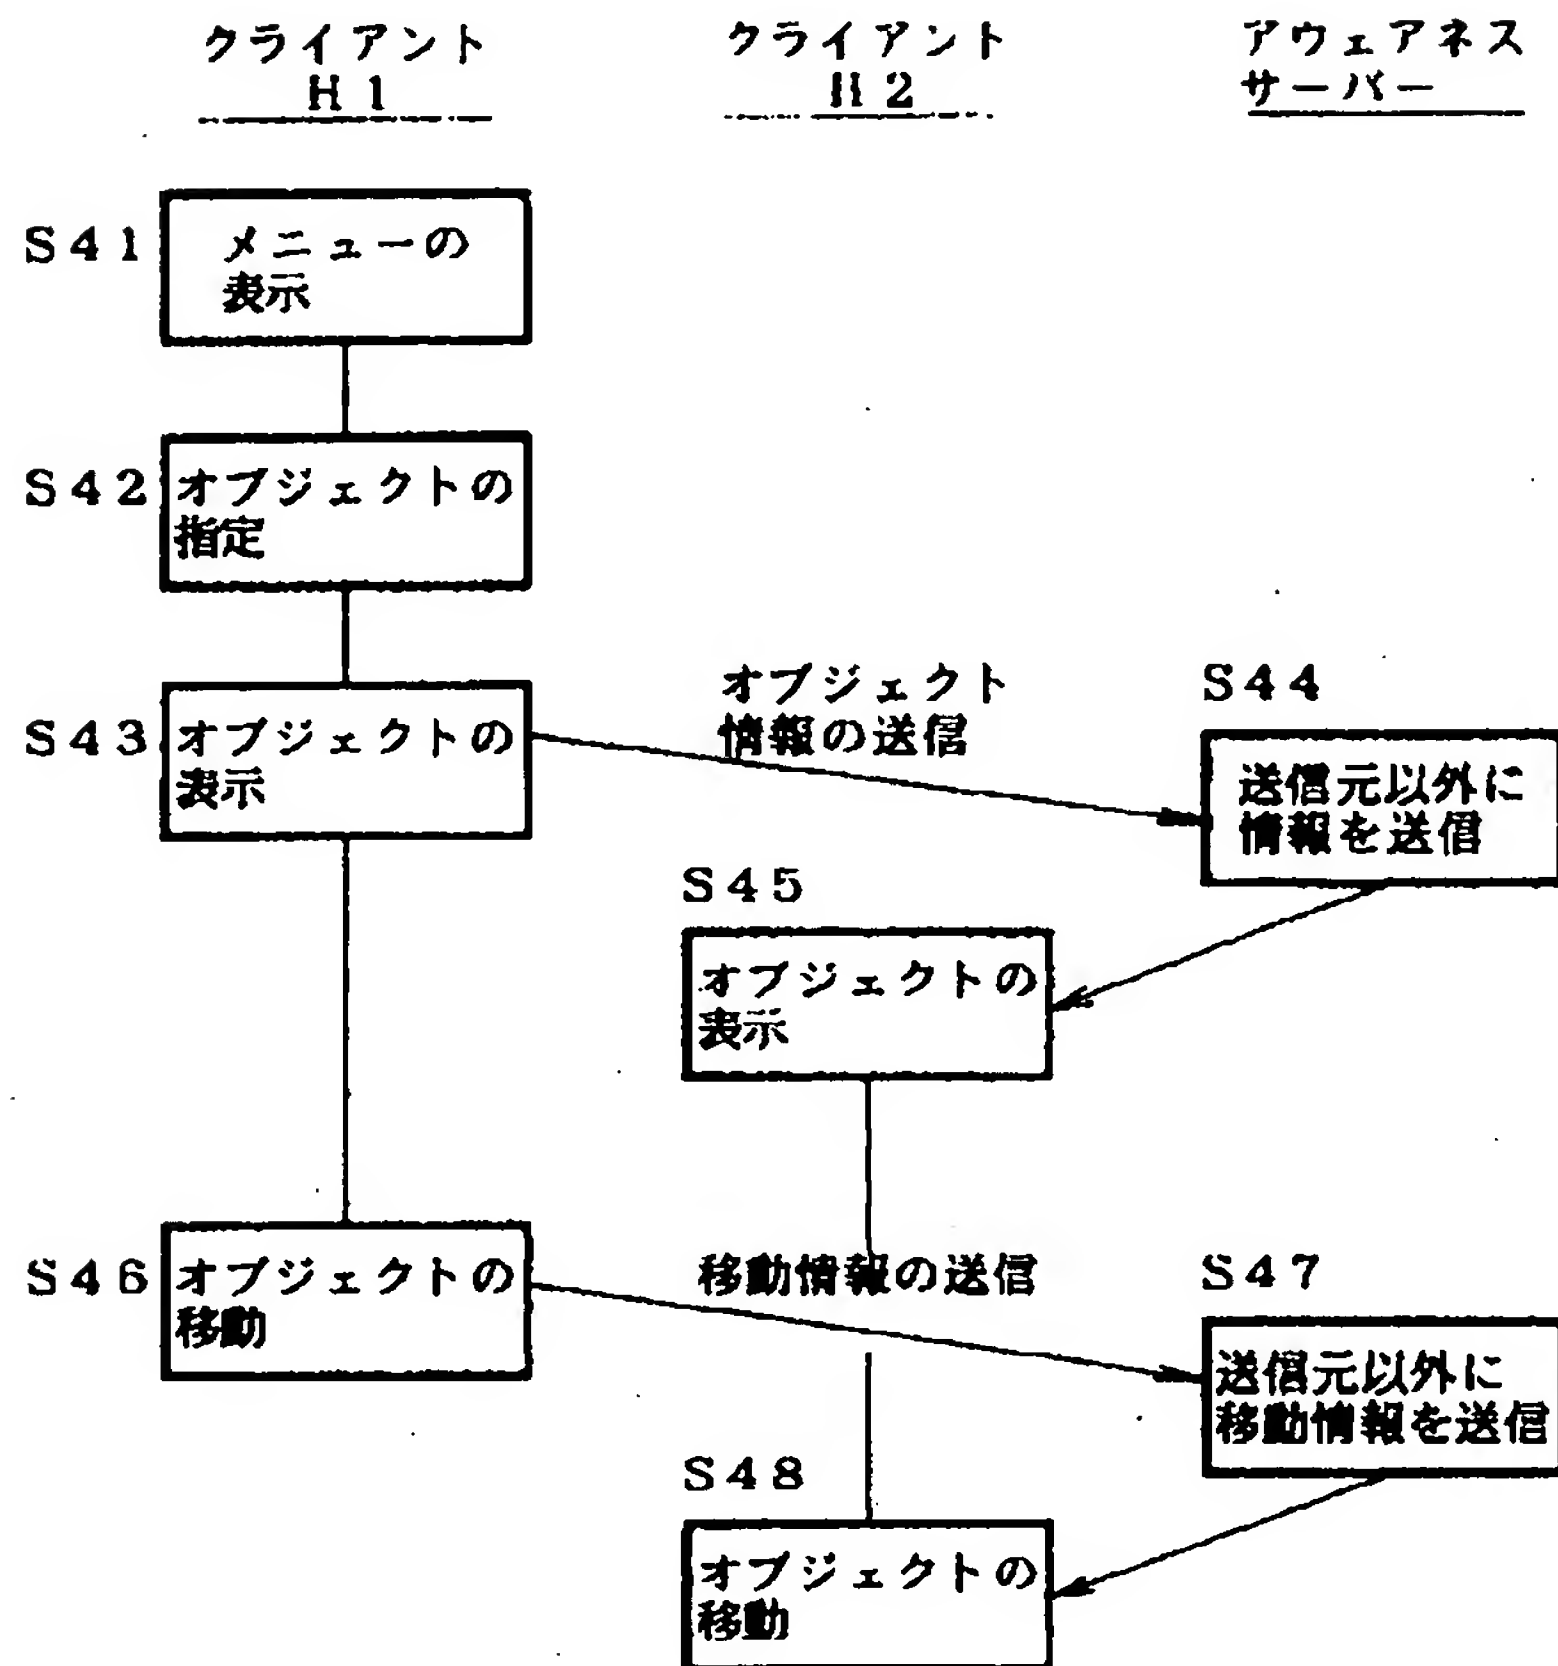 クライアント
H1
クライアント
H2
アウェアネス
サーバー
S41
メニューの
表示
S42
オブジェクトの
指定
S43
オブジェクトの
表示
オブジェクト
情報の送信
S44
送信元以外に
情報を送信
S45
オブジェクトの
表示
S46
オブジェクトの
移動
移動情報の送信
S47
送信元以外に
移動情報を送信
S48
オブジェクトの
移動